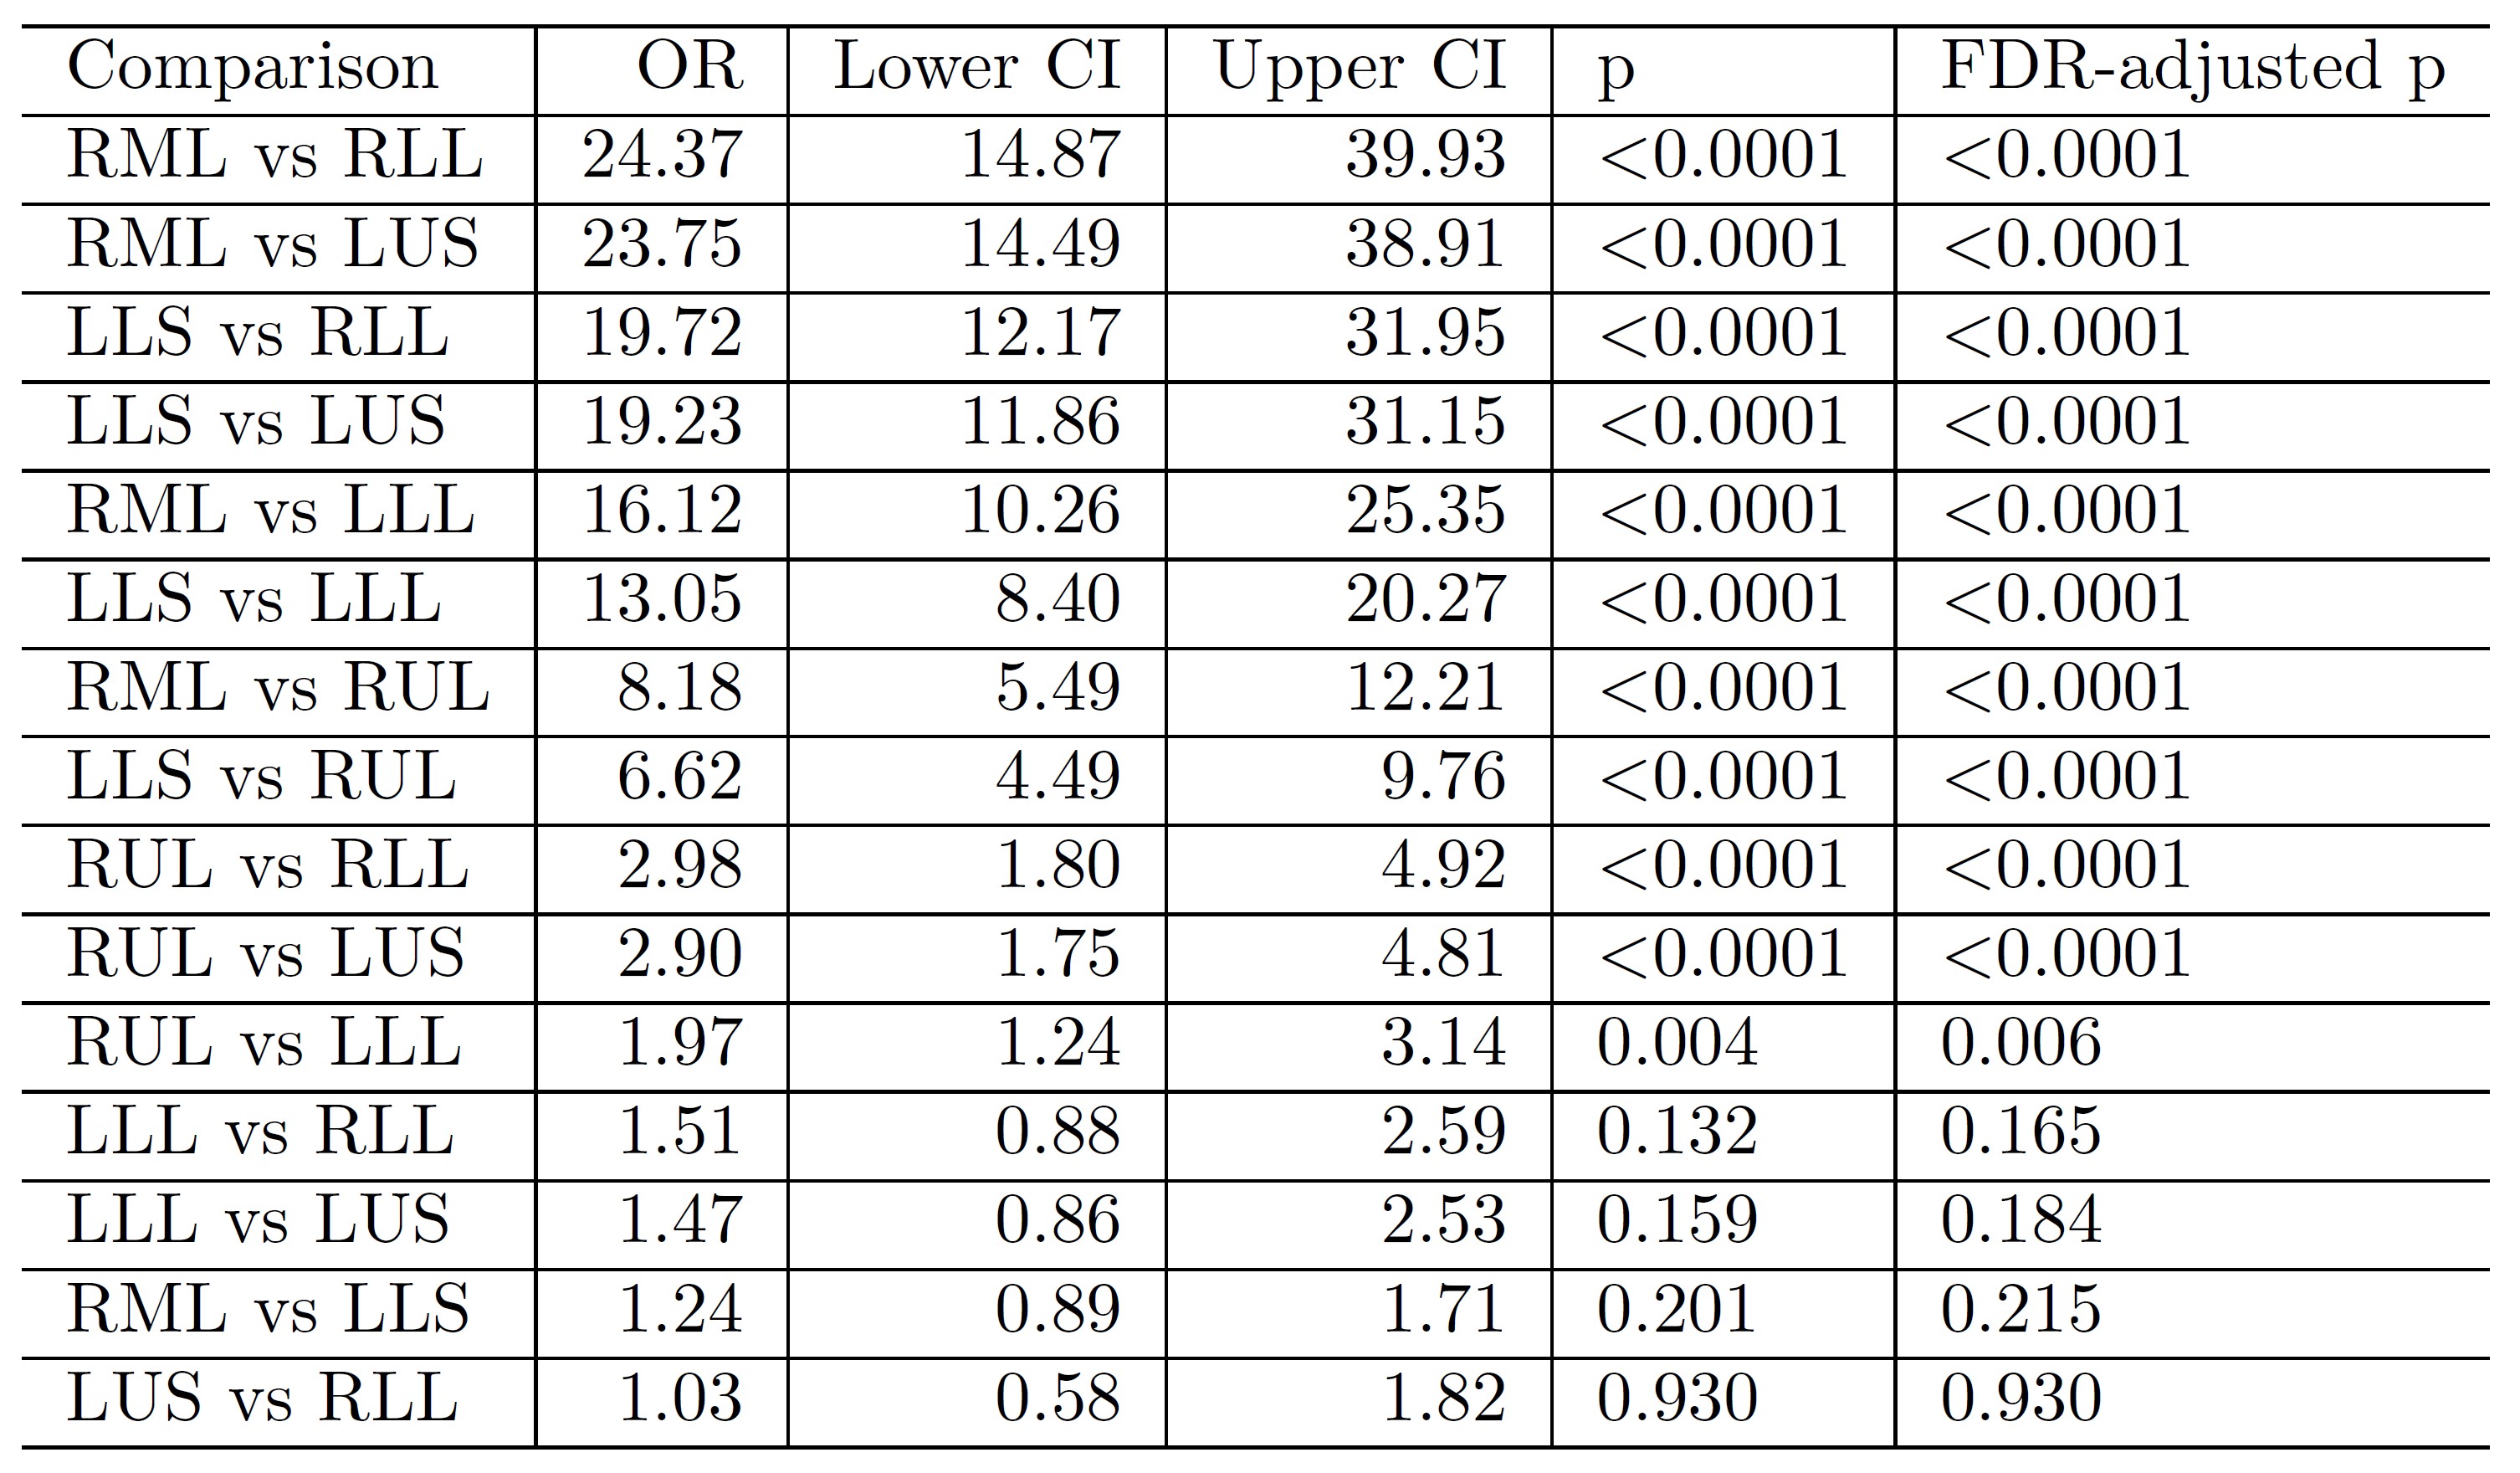 Comparison OR Lower CI Upper CI p FDR-adjusted p
RML vs RLL 24.37 14.87 39.93 <0.0001 <0.0001
RML vs LUS 23.75 14.49 38.91 <0.0001 <0.0001
LLS vs RLL 19.72 12.17 31.95 <0.0001 <0.0001
LLS vs LUS 19.23 11.86 31.15 <0.0001 <0.0001
RML vs LLL 16.12 10.26 25.35 <0.0001 <0.0001
LLS vs LLL 13.05 8.40 20.27 <0.0001 <0.0001
RML vs RUL 8.18 5.49 12.21 <0.0001 <0.0001
LLS vs RUL 6.62 4.49 9.76 <0.0001 <0.0001
RUL vs RLL 2.98 1.80 4.92 <0.0001 <0.0001
RUL vs LUS 2.90 1.75 4.81 <0.0001 <0.0001
RUL vs LLL 1.97 1.24 3.14 0.004 0.006
LLL vs RLL 1.51 0.88 2.59 0.132 0.165
LLL vs LUS 1.47 0.86 2.53 0.159 0.184
RML vs LLS 1.24 0.89 1.71 0.201 0.215
LUS vs RLL 1.03 0.58 1.82 0.930 0.930